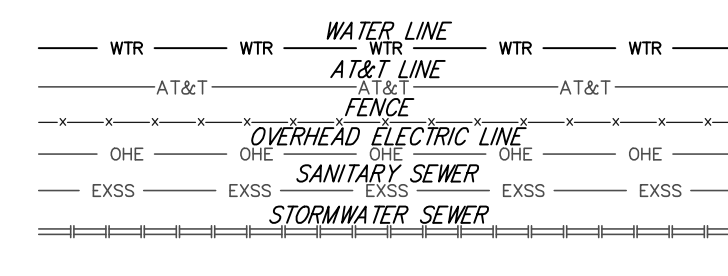 WATER LINE
WTR WTR WTR WTR WTR
AT&T LINE
AT&T AT&T AT&T
FENCE
x x x x x x x x x x x x x x x
OVERHEAD ELECTRIC LINE
OHE OHE OHE OHE OHE
SANITARY SEWER
EXSS EXSS EXSS EXSS EXSS
STORMWATER SEWER